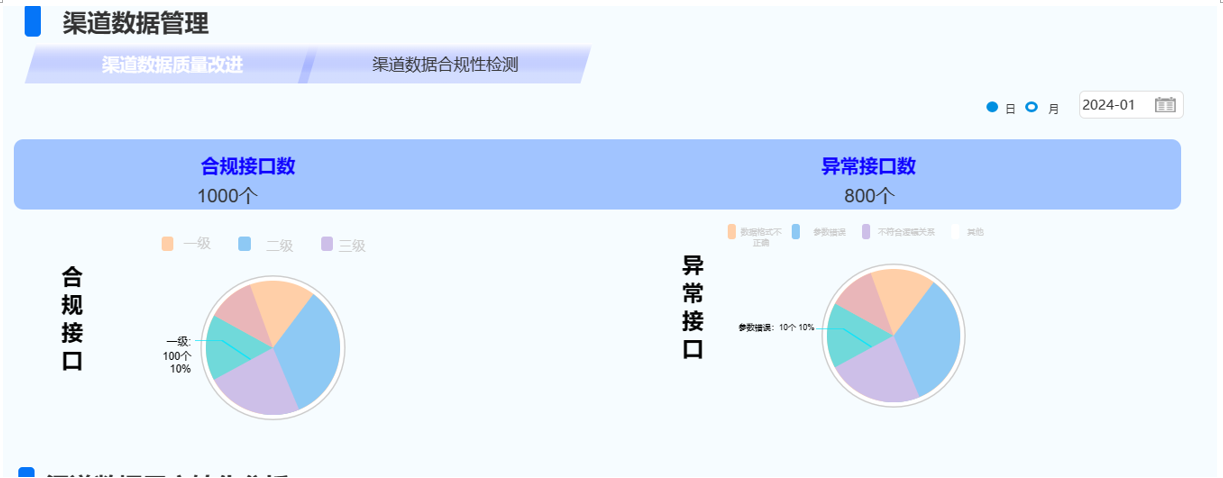 渠道数据管理
渠道数据质量改进
渠道数据合规性检测
日
月
2024-01
合规接口数
异常接口数
1000个
800个
一级
二级
三级
数据格式不
正确
参数错误
不符合逻辑关系
其他
合
规
接
口
一级:
100个
10%
异
常
接
口
参数错误：10个 10%